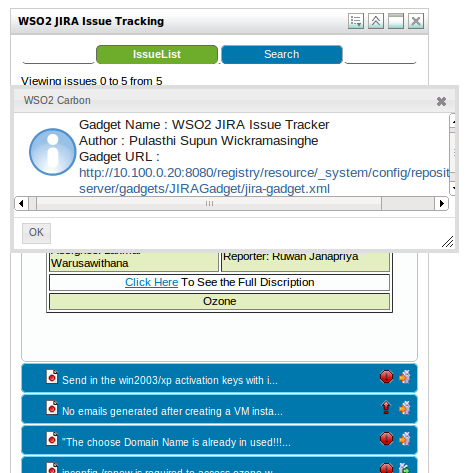 WSO2 JIRA Issue Tracking
IssueList
Search
Viewing issues 0 to 5 from 5
WSO2 Carbon
Gadget Name : WSO2 JIRA Issue Tracker
Author : Pulasthi Supun Wickramasinghe
Gadget URL :
http://10.100.0.20:8080/registry/resource/_system/config/reposit
server/gadgets/JIRAGadget/jira-gadget.xml
OK
Warusawithana
Reporter: Ruwan Janapriya
Click Here To See the Full Discription
Ozone
Send in the win2003/xp activation keys with i...
No emails generated after creating a VM insta...
"The choose Domain Name is already in used!!!...
ipconfig /renew is required to access ozone w...